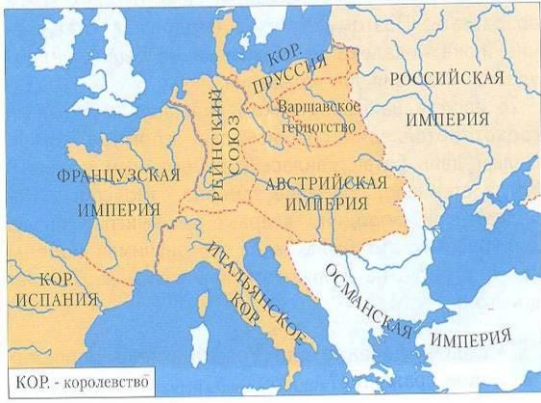 КОР.
ПРУССИЯ
РОССИЙСКАЯ
ИМПЕРИЯ
Варшавское
герцогство
РЕЙНСКИЙ
СОЮЗ
ФРАНЦУЗСКАЯ
ИМПЕРИЯ
АВСТРИЙСКАЯ
ИМПЕРИЯ
КОР.
ИСПАНИЯ
ИТАЛЬЯНСКОЕ
КОР.
ОСМАНСКАЯ
ИМПЕРИЯ
КОР. - королевство